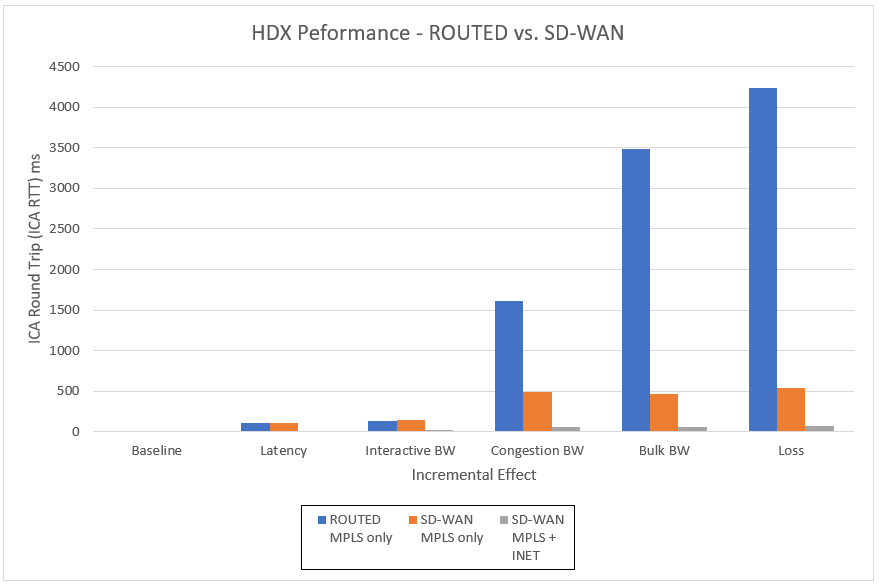 HDX Peformance - ROUTED vs. SD-WAN
4500
4000
3500
3000
2500
2000
1500
1000
500
0
ICA Round Trip (ICA RTT) ms
Baseline
Latency
Interactive BW
Congestion BW
Bulk BW
Loss
Incremental Effect
ROUTED
MPLS only
SD-WAN
MPLS only
SD-WAN
MPLS +
INET